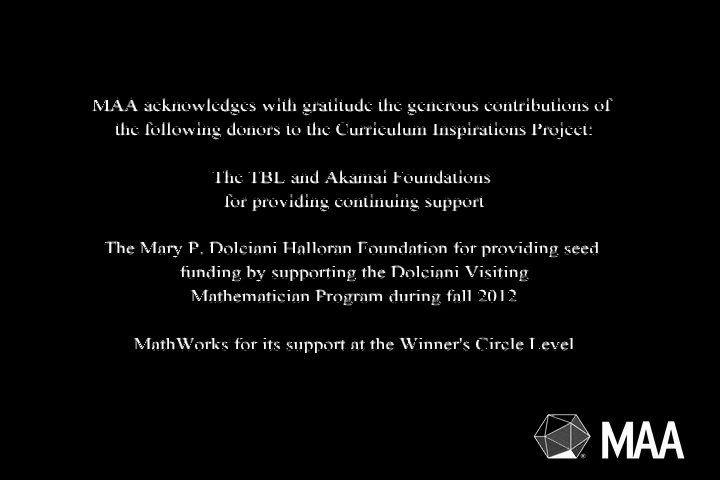 MAA acknowledges with gratitude the generous contributions of
the following donors to the Curriculum Inspirations Project:
The TBL and Akamai Foundations
for providing continuing support
The Mary P. Dolciani Halloran Foundation for providing seed
funding by supporting the Dolciani Visiting
Mathematician Program during fall 2012
MathWorks for its support at the Winner's Circle Level
MAA